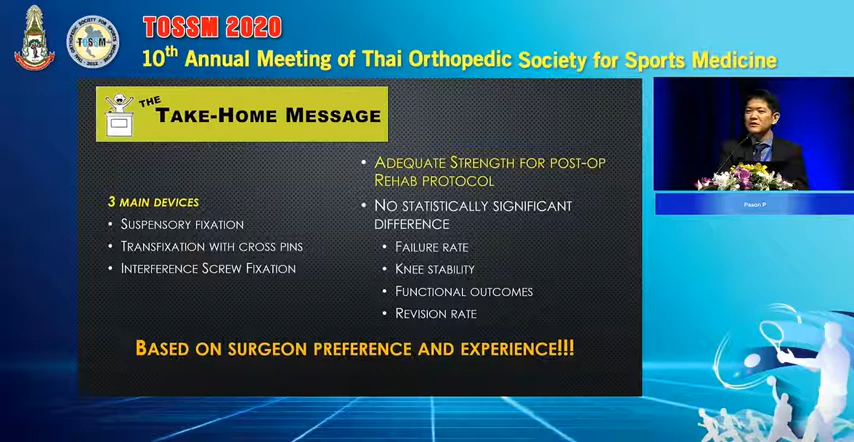 TOSSM 2020
10th Annual Meeting of Thai Orthopedic Society for Sports Medicine
TOSSM
THE TAKE-HOME MESSAGE
3 MAIN DEVICES
• SUSPENSORY FIXATION
• TRANSFIXATION WITH CROSS PINS
• INTERFERENCE SCREW FIXATION
• ADEQUATE STRENGTH FOR POST-OP
REHAB PROTOCOL
• NO STATISTICALLY SIGNIFICANT
DIFFERENCE
• FAILURE RATE
• KNEE STABILITY
• FUNCTIONAL OUTCOMES
• REVISION RATE
BASED ON SURGEON PREFERENCE AND EXPERIENCE!!!
Pason P